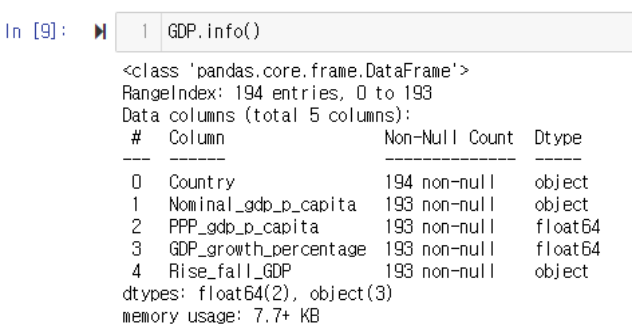 In [9]:
1 GDP.info()
<class 'pandas.core.frame.DataFrame'>
RangeIndex: 194 entries, 0 to 193
Data columns (total 5 columns):
 #   Column                 Non-Null Count  Dtype
---  ------                 --------------  -----
 0   Country                194 non-null    object
 1   Nominal_gdp_p_capita   193 non-null    object
 2   PPP_gdp_p_capita       193 non-null    float64
 3   GDP_growth_percentage  193 non-null    float64
 4   Rise_fall_GDP          193 non-null    object
dtypes: float64(2), object(3)
memory usage: 7.7+ KB